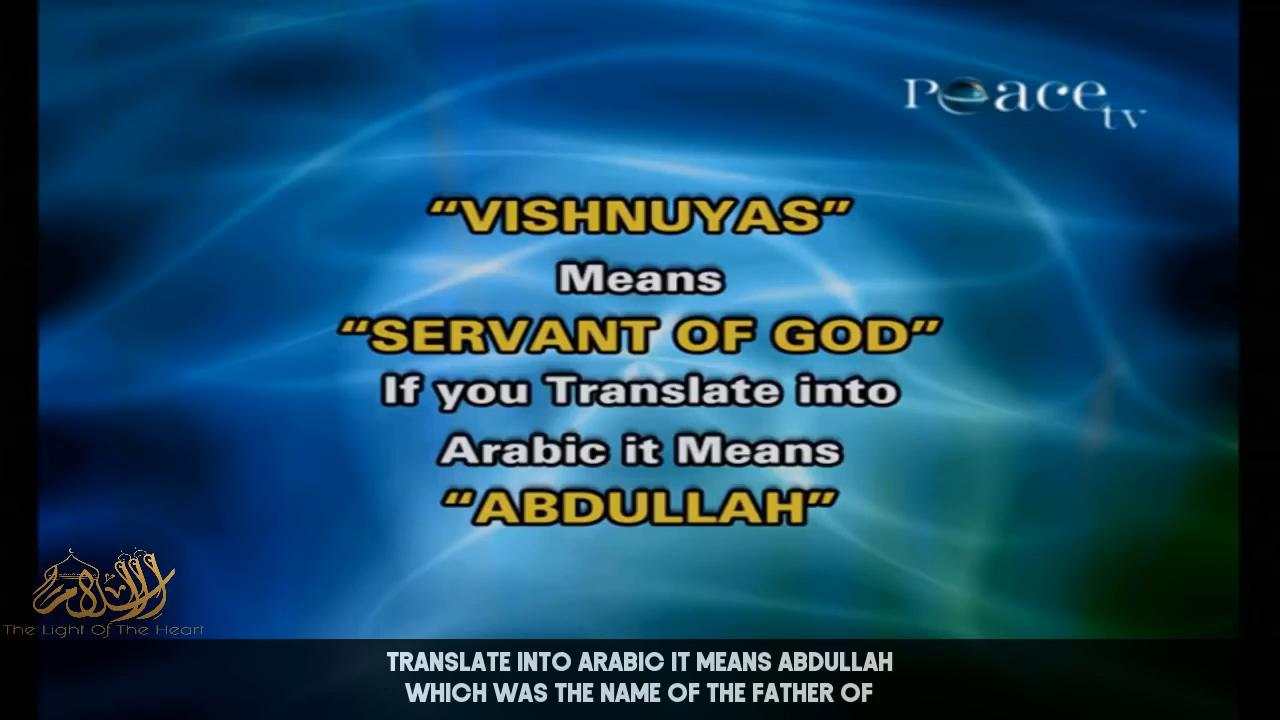 Peace
tv
“VISHNUYAS”
Means
“SERVANT OF GOD”
If you Translate into
Arabic it Means
“ABDULLAH”
The Light Of The Heart
TRANSLATE INTO ARABIC IT MEANS ABDULLAH
WHICH WAS THE NAME OF THE FATHER OF